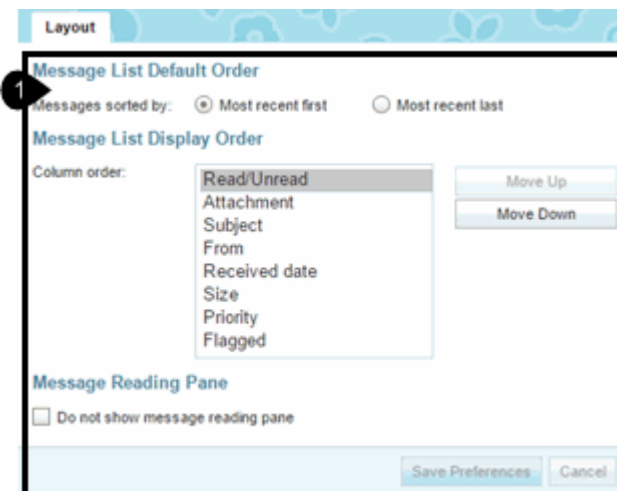 Layout
Message List Default Order
1
Messages sorted by: Most recent first Most recent last
Message List Display Order
Column order:
Read/Unread
Move Up
Attachment
Move Down
Subject
From
Received date
Size
Priority
Flagged
Message Reading Pane
Do not show message reading pane
Save Preferences Cancel